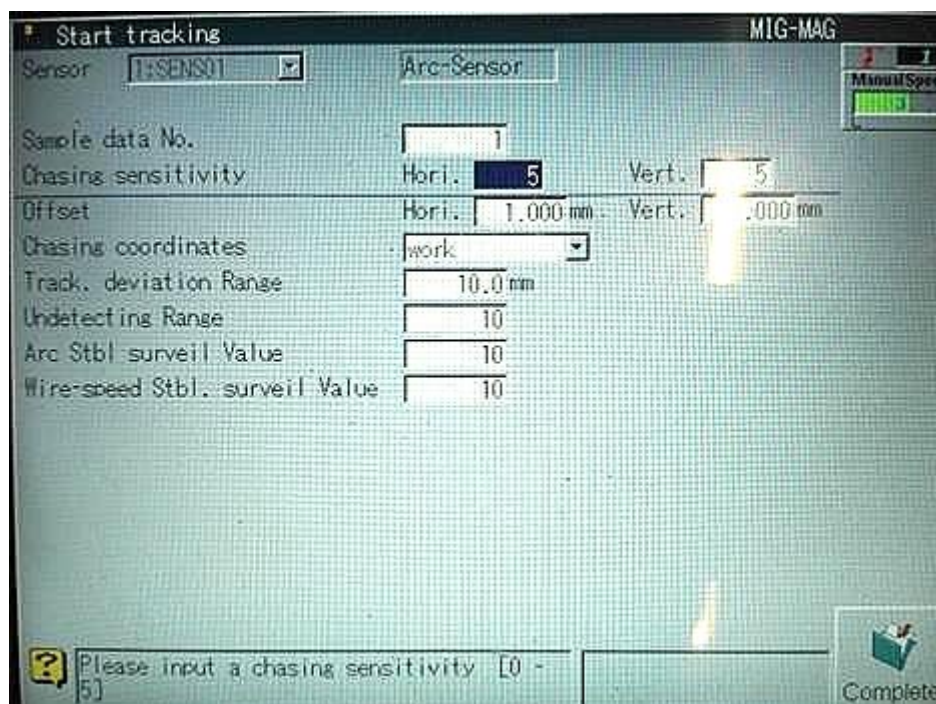 Start tracking MIG-MAG
Sensor 1:SENS01 Arc-Sensor
Manual
Sample data No. 1
Chasing sensitivity Hori. 5 Vert. 5
Offset Hori. 1.000 mm Vert. mm
Chasing coordinates work
Track. deviation Range 10.0 mm
Undetecting Range 10
Arc Stbl surveil Value 10
Wire-speed Stbl. surveil Value 10
Please input a chasing sensitivity [0 -
5]
Complete